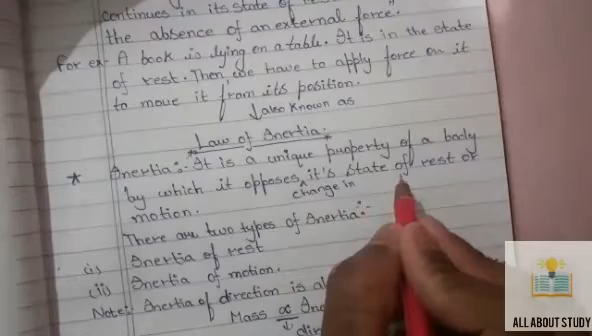 continues in its state of
the absence of an external force."
For ex- A book is lying on a table. It is in the state
of rest. Then, we have to apply force on it
to move it from its position.
↓ also known as
Law of Inertia:
* Inertia:- It is a unique property of a body
by which it opposes ^ it's state of rest or
change in
motion.
There are two types of Inertia:-
(i) Inertia of rest
(ii) Inertia of motion.
Note: Inertia of direction is al
Mass ∝ Ine
↓ dir
ALL ABOUT STUDY